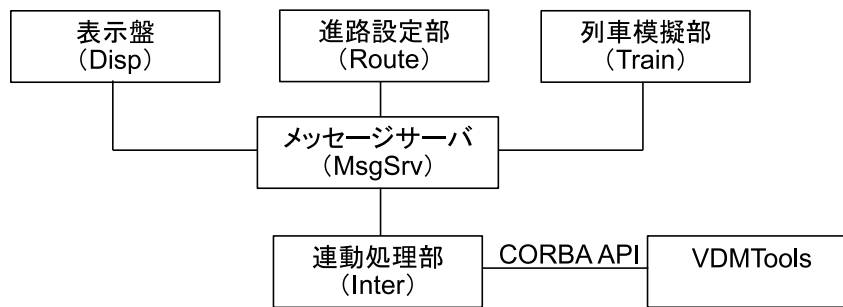 表示盤
（Disp）
進路設定部
（Route）
列車模擬部
（Train）
メッセージサーバ
（MsgSrv）
連動処理部
（Inter）
CORBA API
VDMTools